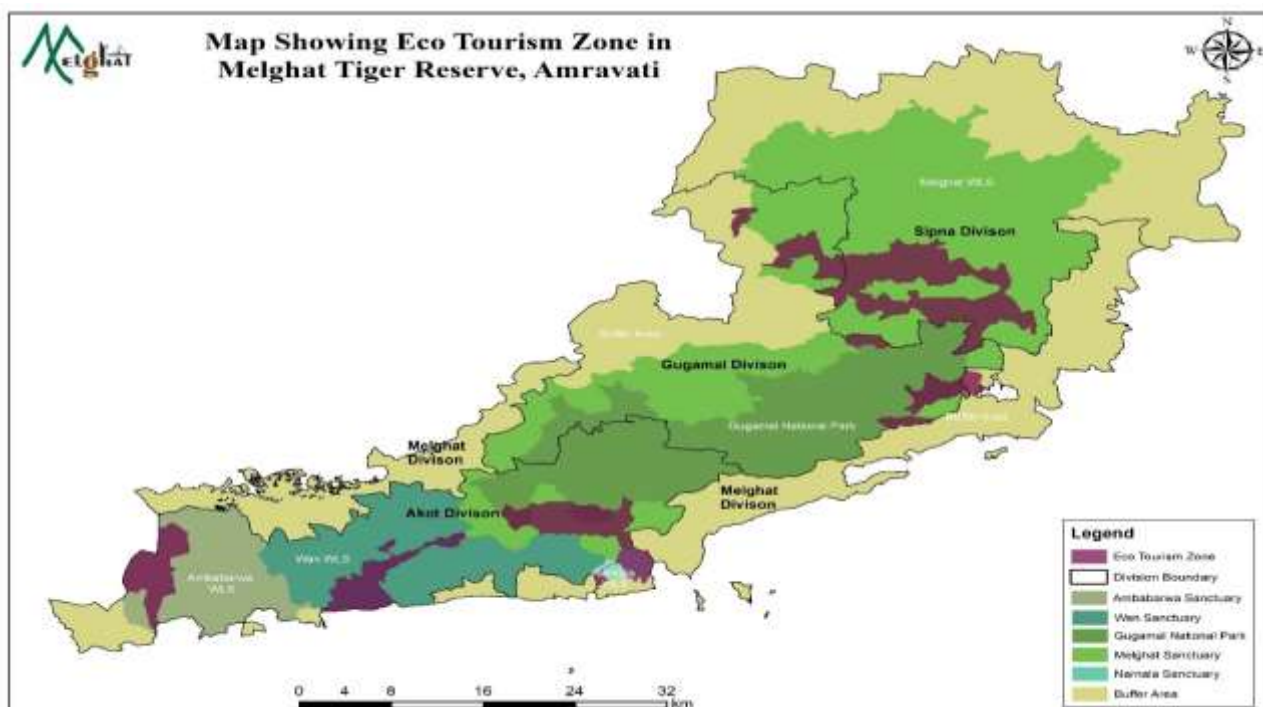 MELGHAT
Map Showing Eco Tourism Zone in
Melghat Tiger Reserve, Amravati
N
W
E
S
Melghat WLS
Sipna Divison
Buffer Area
Gugamal Divison
Gugamal National Park
Buffer Area
Melghat
Divison
Melghat
Divison
Akot Divison
Wan WLS
Ambabarwa
WLS
Legend
Eco Tourism Zone
Division Boundary
Ambabarwa Sanctuary
Wan Sanctuary
Gugamal National Park
Melghat Sanctuary
Narnala Sanctuary
Buffer Area
0 4 8 16 24 32
km